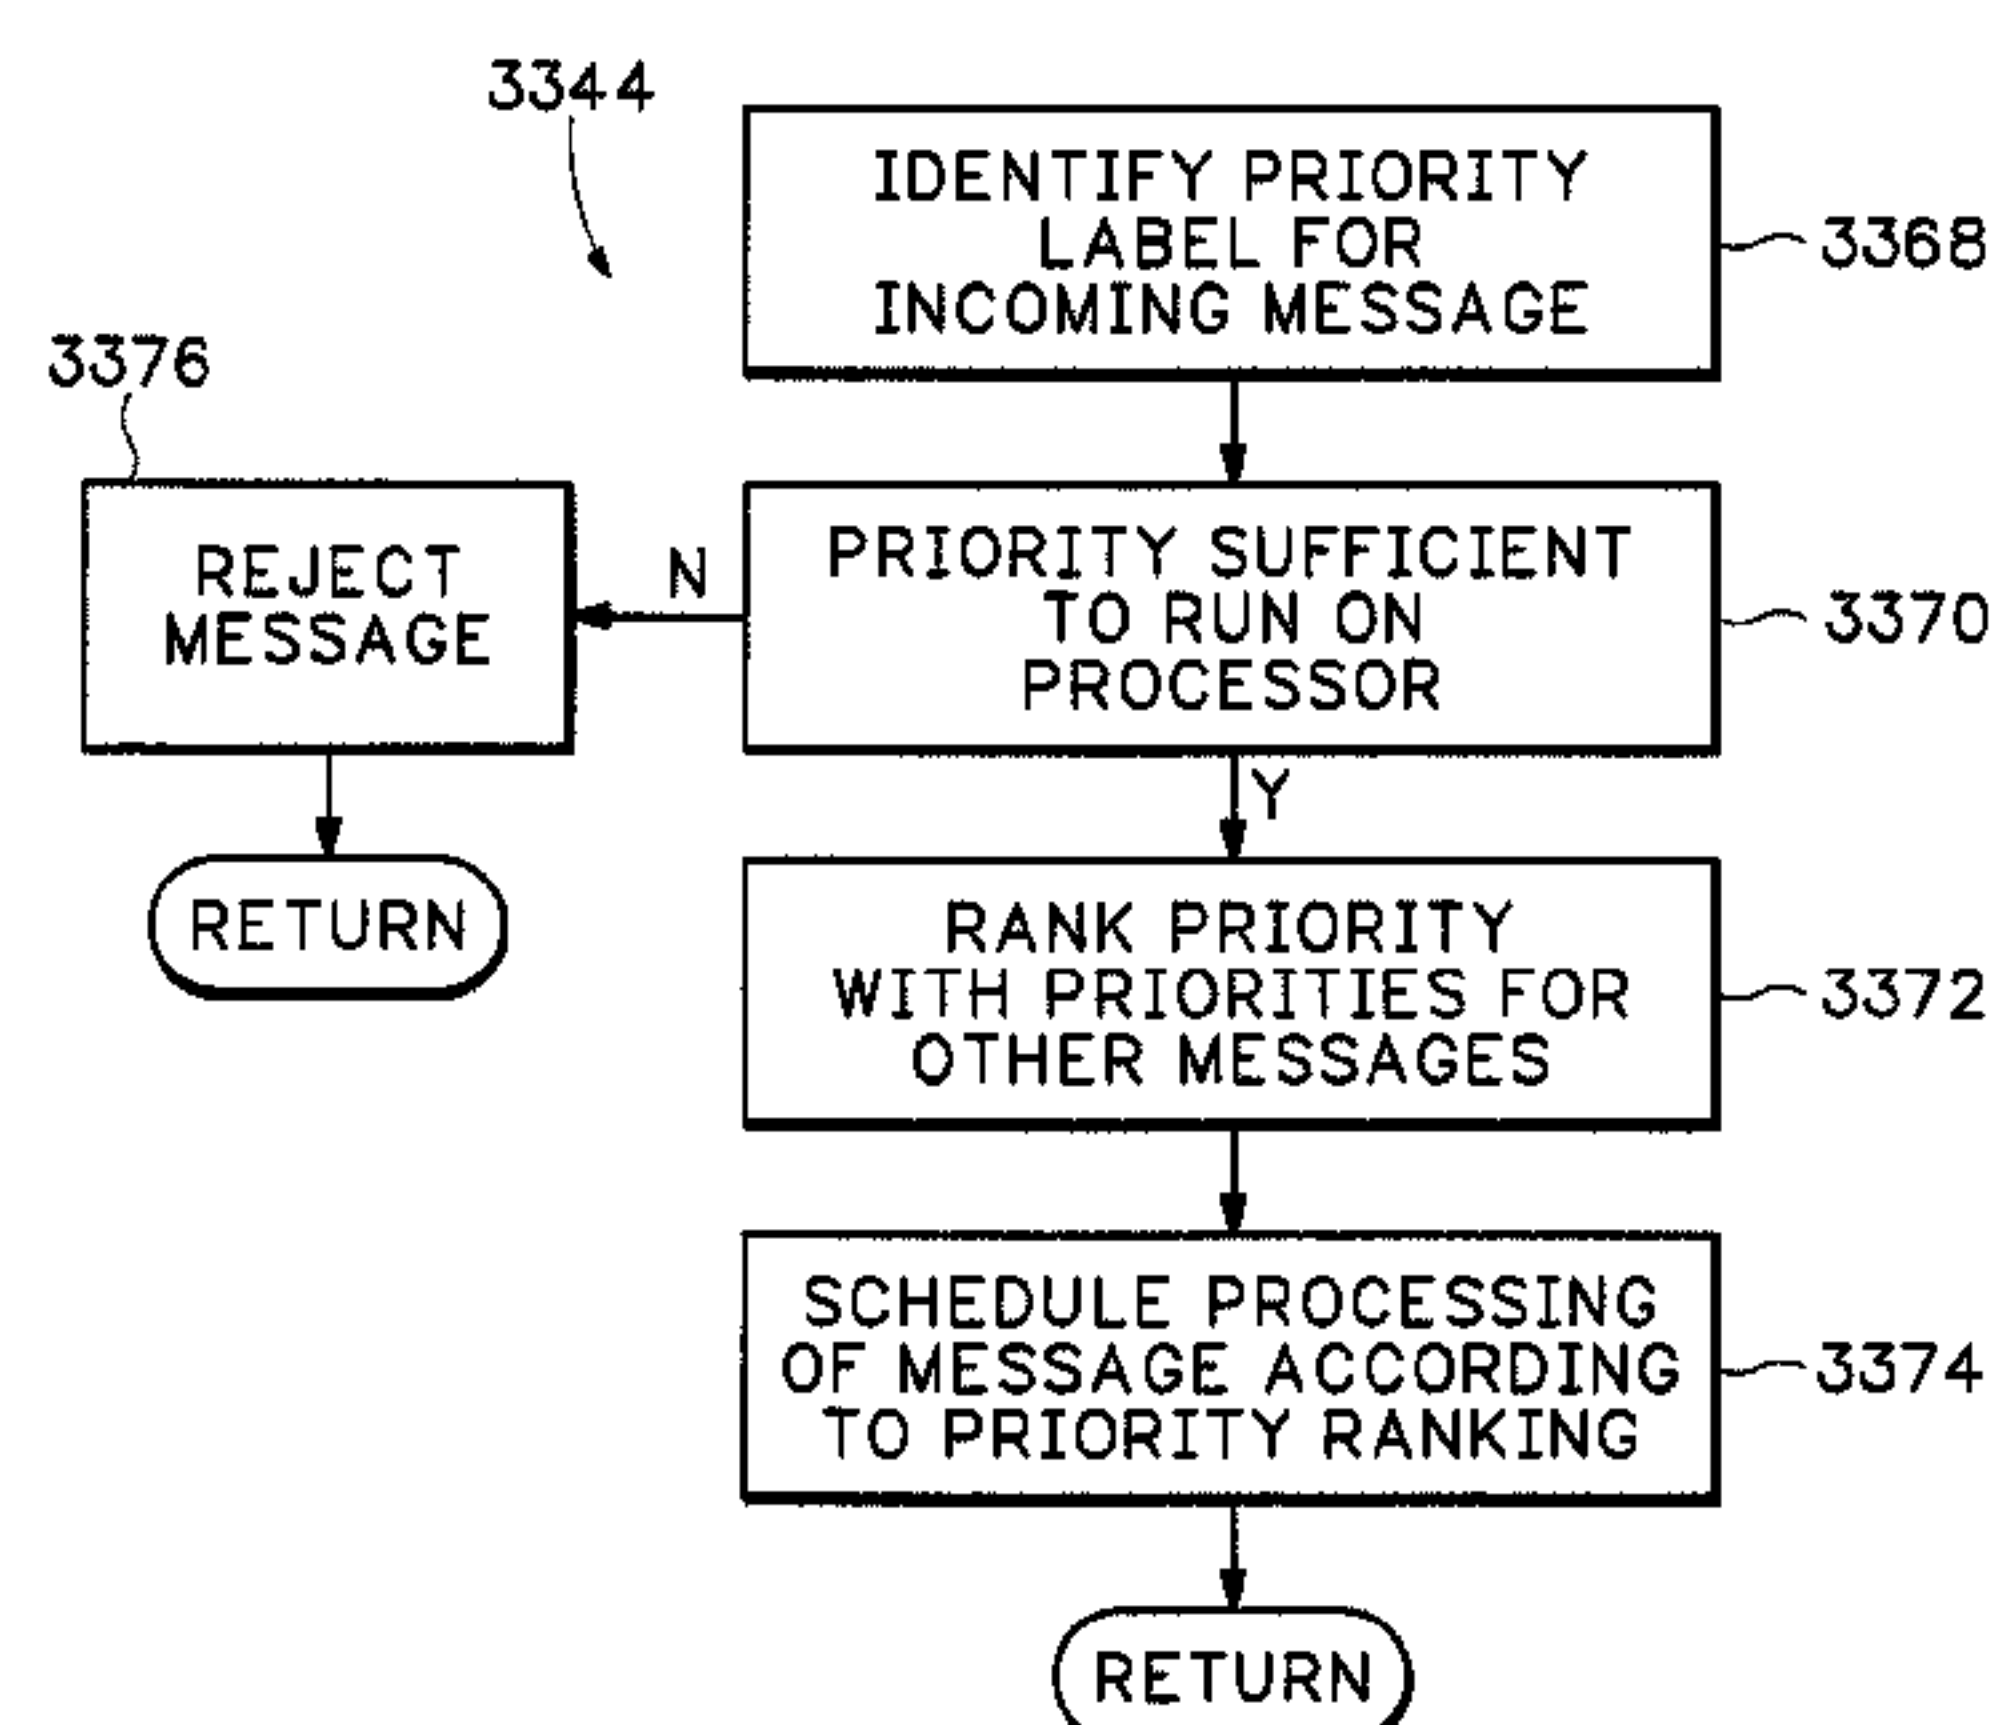 3344
IDENTIFY PRIORITY
LABEL FOR
INCOMING MESSAGE
3368
3376
REJECT
MESSAGE
N
PRIORITY SUFFICIENT
TO RUN ON
PROCESSOR
3370
Y
RETURN
RANK PRIORITY
WITH PRIORITIES FOR
OTHER MESSAGES
3372
SCHEDULE PROCESSING
OF MESSAGE ACCORDING
TO PRIORITY RANKING
3374
RETURN